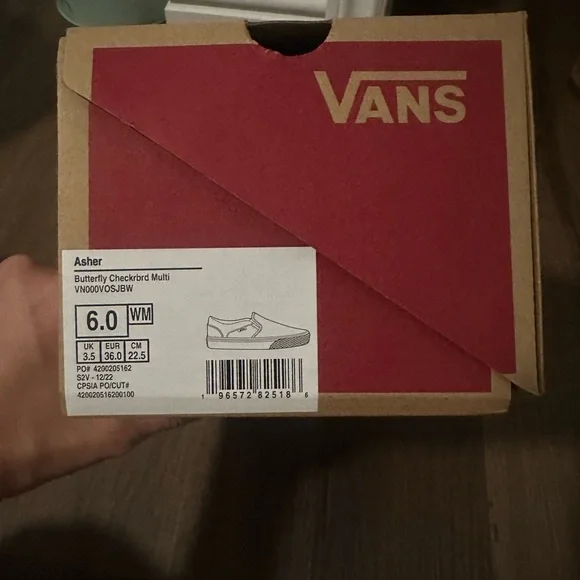 VANS
Asher
Butterfly Checkrbrd Multi
VN000VOSJBW
6.0 WM
UK EUR CM
3.5 36.0 22.5
PO# 4200205162
S2V - 12/22
CPSIA PO/CUT#
420020516200100
1 96572 82518 6